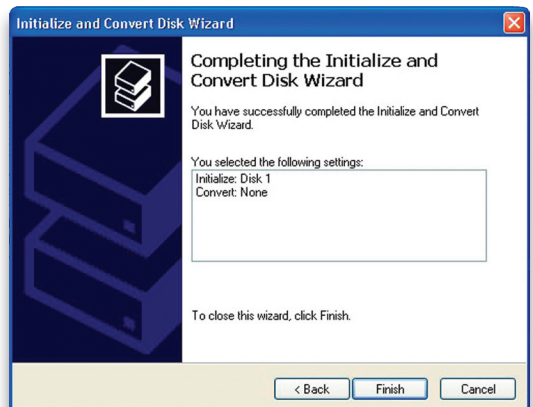 Initialize and Convert Disk Wizard
Completing the Initialize and
Convert Disk Wizard
You have successfully completed the Initialize and Convert
Disk Wizard.
You selected the following settings:
Initialize: Disk 1
Convert: None
To close this wizard, click Finish.
< Back Finish Cancel